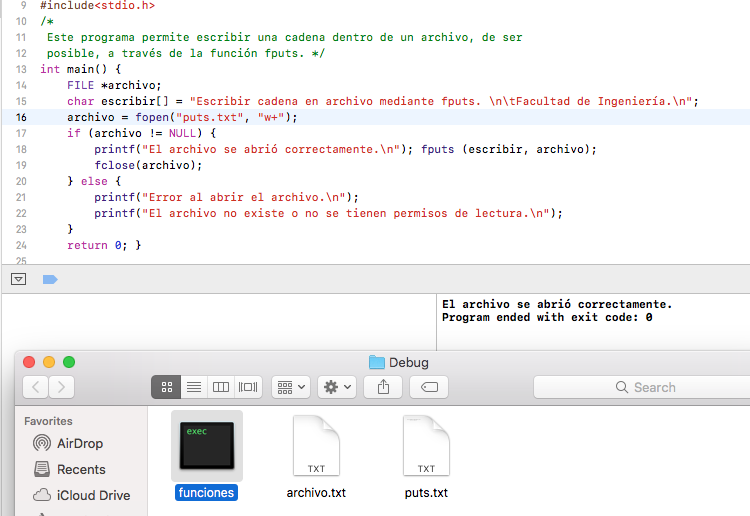 9 #include<stdio.h>
10 /*
11 Este programa permite escribir una cadena dentro de un archivo, de ser
12 posible, a través de la función fputs. */
13 int main() {
14 FILE *archivo;
15 char escribir[] = "Escribir cadena en archivo mediante fputs. \n\tFacultad de Ingeniería.\n";
16 archivo = fopen("puts.txt", "w+");
17 if (archivo != NULL) {
18 printf("El archivo se abrió correctamente.\n"); fputs (escribir, archivo);
19 fclose(archivo);
20 } else {
21 printf("Error al abrir el archivo.\n");
22 printf("El archivo no existe o no se tienen permisos de lectura.\n");
23 }
24 return 0; }
25
El archivo se abrió correctamente.
Program ended with exit code: 0
Debug
Search
Favorites
AirDrop
Recents
iCloud Drive
exec
TXT
TXT
funciones
archivo.txt
puts.txt